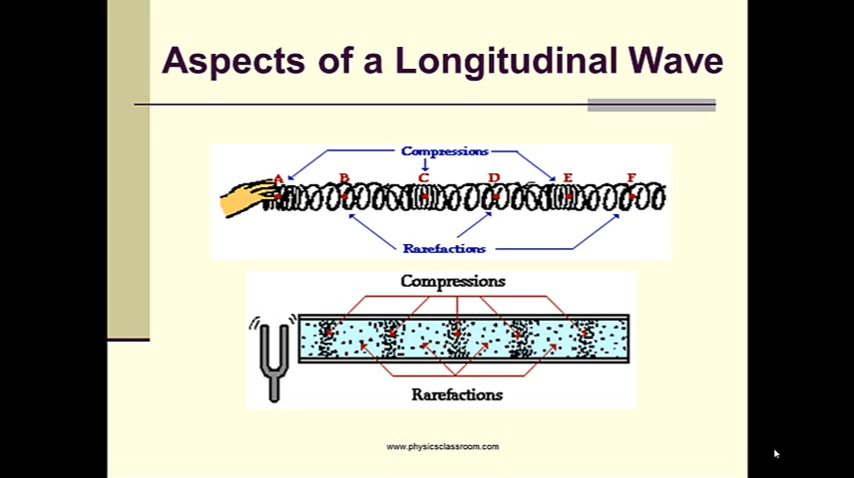 Aspects of a Longitudinal Wave
Compressions
A B C D E F
Rarefactions
Compressions
Rarefactions
www.physicsclassroom.com